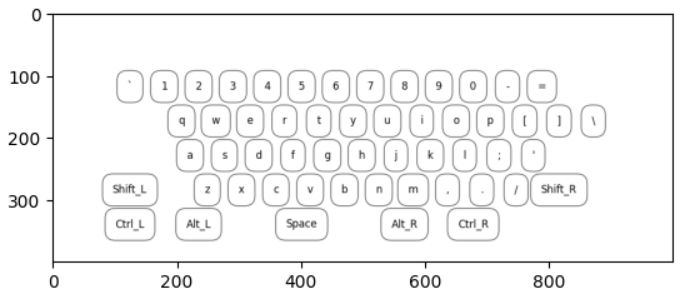 0
100
200
300
` 1 2 3 4 5 6 7 8 9 0 - =
q w e r t y u i o p [ ] \
a s d f g h j k l ; '
Shift_L z x c v b n m , . / Shift_R
Ctrl_L Alt_L Space Alt_R Ctrl_R
0 200 400 600 800